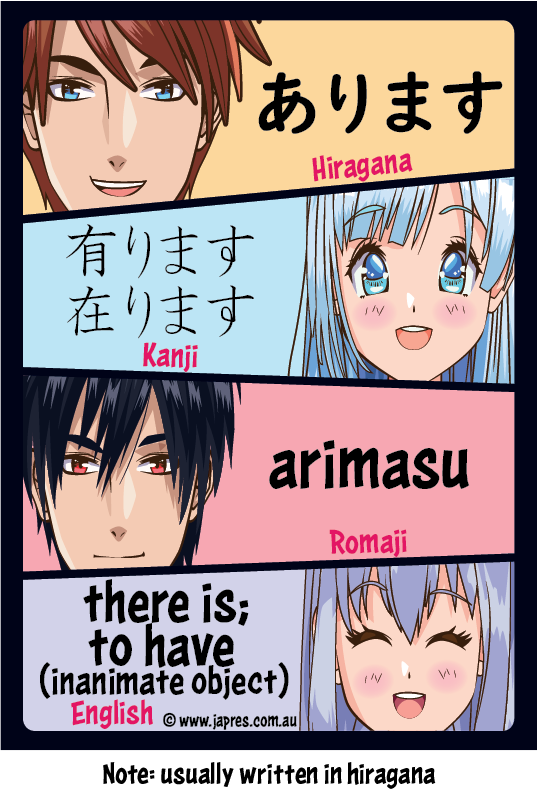 あります
Hiragana
有ります
在ります
Kanji
arimasu
Romaji
there is;
to have
(inanimate object)
English © www.japres.com.au
Note: usually written in hiragana